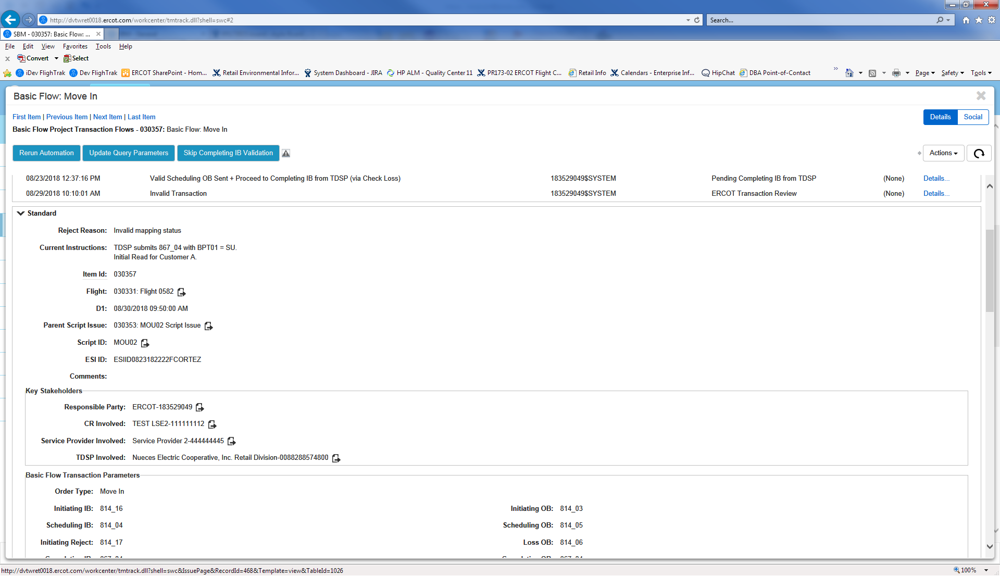 http://dvtwret0018.ercot.com/workcenter/tmtrack.dll?shell=swc#2
Search...
SBM - 030357: Basic Flow: ...
File Edit View Favorites Tools Help
x Convert Select
iDev FlighTrak Dev FlighTrak ERCOT SharePoint - Hom... Retail Environmental Infor... System Dashboard - JIRA HP ALM - Quality Center 11 PR173-02 ERCOT Flight C... Retail Info Calendars - Enterprise Inf... HipChat DBA Point-of-Contact » Page Safety Tools
Basic Flow: Move In
First Item | Previous Item | Next Item | Last Item
Details Social
Basic Flow Project Transaction Flows - 030357: Basic Flow: Move In
Rerun Automation Update Query Parameters Skip Completing IB Validation Actions
08/23/2018 12:37:16 PM Valid Scheduling OB Sent + Proceed to Completing IB from TDSP (via Check Loss) 183529049$SYSTEM Pending Completing IB from TDSP (None) Details...
08/29/2018 10:10:01 AM Invalid Transaction 183529049$SYSTEM ERCOT Transaction Review (None) Details...
Standard
Reject Reason: Invalid mapping status
Current Instructions: TDSP submits 867_04 with BPT01 = SU.
Initial Read for Customer A.
Item Id: 030357
Flight: 030331: Flight 0582
D1: 08/30/2018 09:50:00 AM
Parent Script Issue: 030353: MOU02 Script Issue
Script ID: MOU02
ESI ID: ESIID0823182222FCORTEZ
Comments:
Key Stakeholders
Responsible Party: ERCOT-183529049
CR Involved: TEST LSE2-111111112
Service Provider Involved: Service Provider 2-444444445
TDSP Involved: Nueces Electric Cooperative, Inc. Retail Division-0088288574800
Basic Flow Transaction Parameters
Order Type: Move In
Initiating IB: 814_16 Initiating OB: 814_03
Scheduling IB: 814_04 Scheduling OB: 814_05
Initiating Reject: 814_17 Loss OB: 814_06
http://dvtwret0018.ercot.com/workcenter/tmtrack.dll?shell=swc&IssuePage&RecordId=468&Template=view&TableId=1026
100%